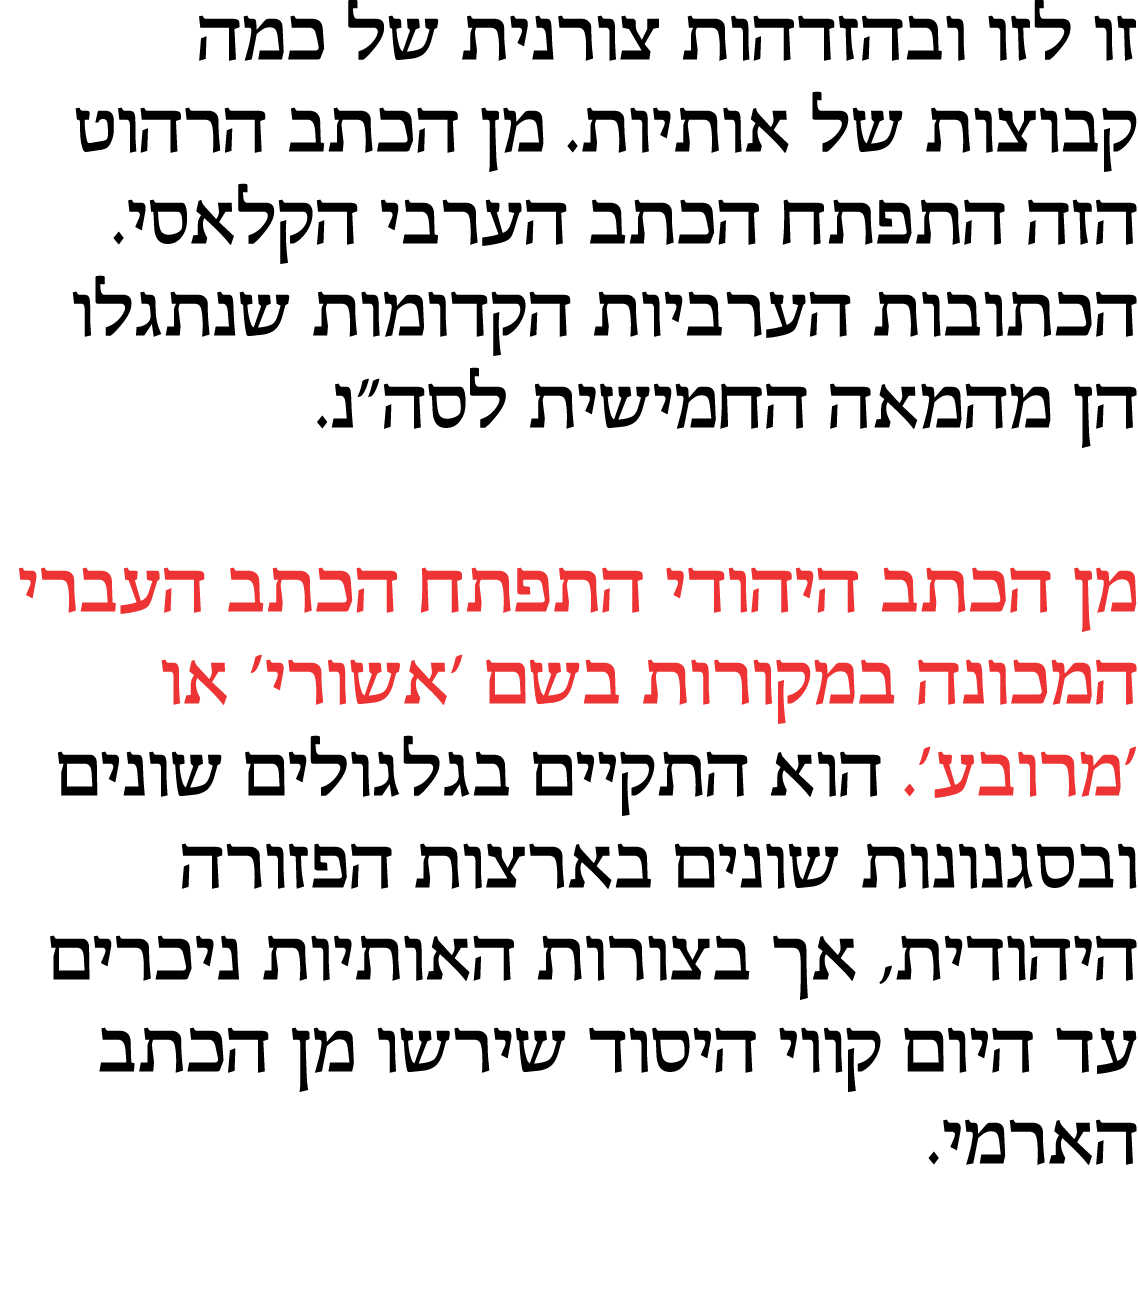 זו לזו ובהזדהות צורנית של כמה
קבוצות של אותיות. מן הכתב הרהוט
הזה התפתח הכתב הערבי הקלאסי.
הכתובות הערביות הקדומות שנתגלו
הן מהמאה החמישית לסה״נ.
מן הכתב היהודי התפתח הכתב העברי
המכונה במקורות בשם ׳אשורי׳ או
׳מרובע׳. הוא התקיים בגלגולים שונים
ובסגנונות שונים בארצות הפזורה
היהודית, אך בצורות האותיות ניכרים
עד היום קווי היסוד שירשו מן הכתב
הארמי.